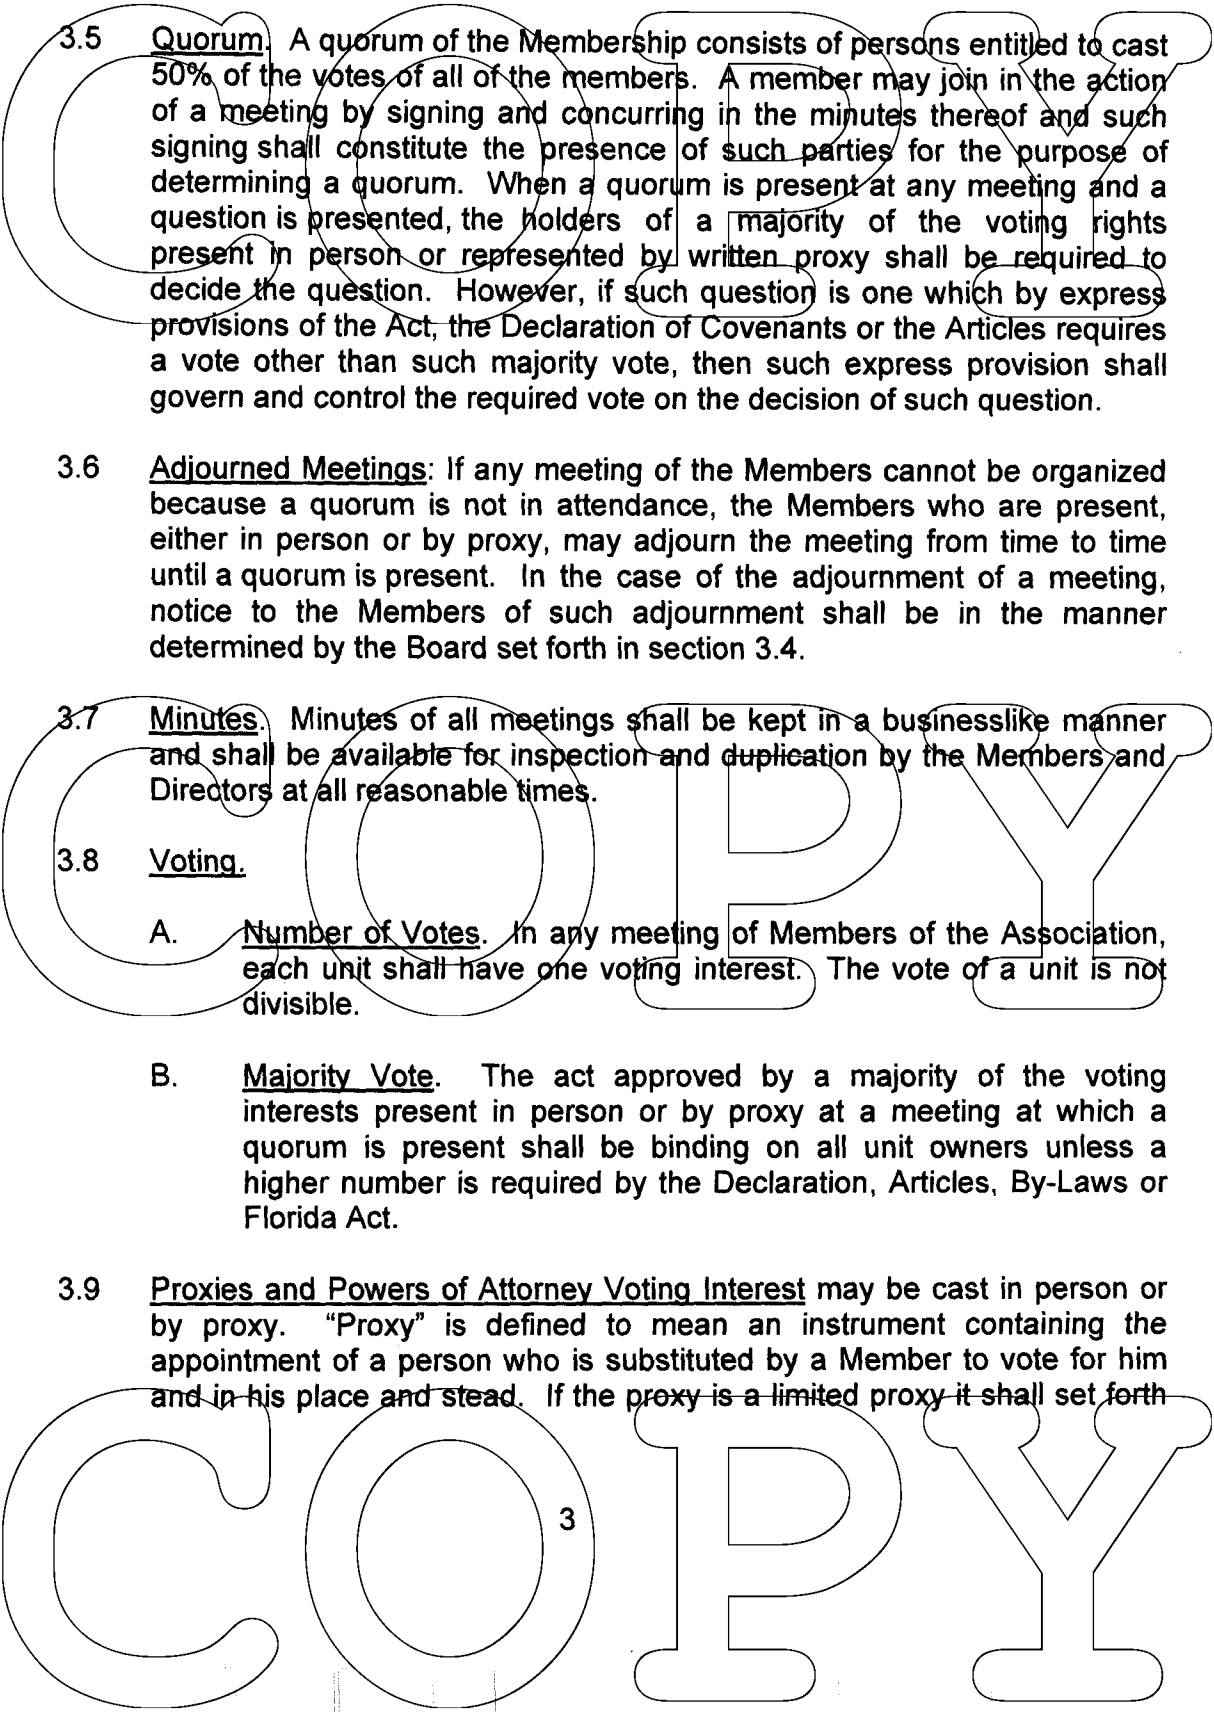 3.5 Quorum. A quorum of the Membership consists of persons entitled to cast
50% of the votes of all of the members. A member may join in the action
of a meeting by signing and concurring in the minutes thereof and such
signing shall constitute the presence of such parties for the purpose of
determining a quorum. When a quorum is present at any meeting and a
question is presented, the holders of a majority of the voting rights
present in person or represented by written proxy shall be required to
decide the question. However, if such question is one which by express
provisions of the Act, the Declaration of Covenants or the Articles requires
a vote other than such majority vote, then such express provision shall
govern and control the required vote on the decision of such question.
3.6 Adjourned Meetings: If any meeting of the Members cannot be organized
because a quorum is not in attendance, the Members who are present,
either in person or by proxy, may adjourn the meeting from time to time
until a quorum is present. In the case of the adjournment of a meeting,
notice to the Members of such adjournment shall be in the manner
determined by the Board set forth in section 3.4.
3.7 Minutes. Minutes of all meetings shall be kept in a businesslike manner
and shall be available for inspection and duplication by the Members and
Directors at all reasonable times.
3.8 Voting.
A. Number of Votes. In any meeting of Members of the Association,
each unit shall have one voting interest. The vote of a unit is not
divisible.
B. Majority Vote. The act approved by a majority of the voting
interests present in person or by proxy at a meeting at which a
quorum is present shall be binding on all unit owners unless a
higher number is required by the Declaration, Articles, By-Laws or
Florida Act.
3.9 Proxies and Powers of Attorney Voting Interest may be cast in person or
by proxy. "Proxy" is defined to mean an instrument containing the
appointment of a person who is substituted by a Member to vote for him
and in his place and stead. If the proxy is a limited proxy it shall set forth
3
COPY
COPY
COPY